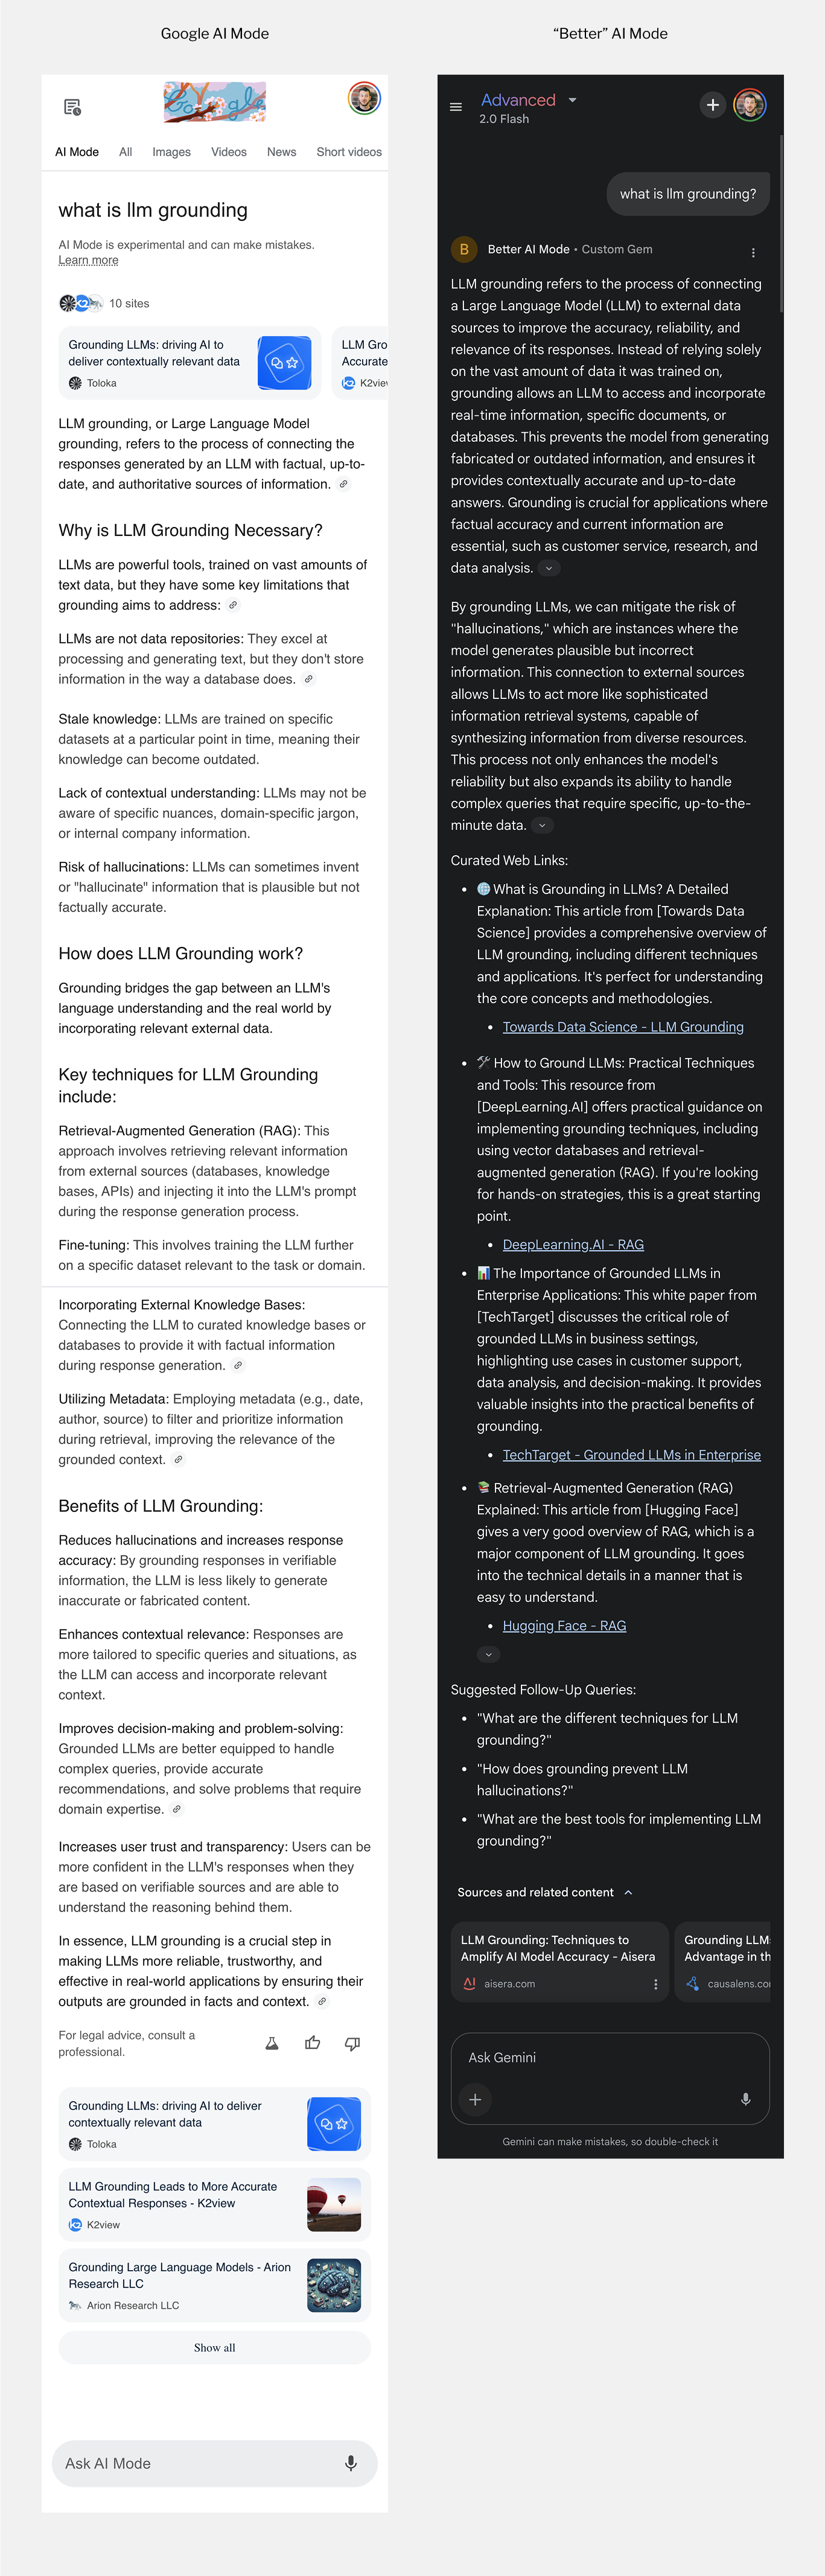 Google AI Mode
Google
AI Mode All Images Videos News Short videos
what is llm grounding
AI Mode is experimental and can make mistakes.
Learn more
10 sites
Grounding LLMs: driving AI to
deliver contextually relevant data
Toloka
LLM Gro
Accurate
K2view
LLM grounding, or Large Language Model
grounding, refers to the process of connecting the
responses generated by an LLM with factual, up-to-
date, and authoritative sources of information.
Why is LLM Grounding Necessary?
LLMs are powerful tools, trained on vast amounts of
text data, but they have some key limitations that
grounding aims to address:
LLMs are not data repositories: They excel at
processing and generating text, but they don't store
information in the way a database does.
Stale knowledge: LLMs are trained on specific
datasets at a particular point in time, meaning their
knowledge can become outdated.
Lack of contextual understanding: LLMs may not be
aware of specific nuances, domain-specific jargon,
or internal company information.
Risk of hallucinations: LLMs can sometimes invent
or "hallucinate" information that is plausible but not
factually accurate.
How does LLM Grounding work?
Grounding bridges the gap between an LLM's
language understanding and the real world by
incorporating relevant external data.
Key techniques for LLM Grounding
include:
Retrieval-Augmented Generation (RAG): This
approach involves retrieving relevant information
from external sources (databases, knowledge
bases, APIs) and injecting it into the LLM's prompt
during the response generation process.
Fine-tuning: This involves training the LLM further
on a specific dataset relevant to the task or domain.
Incorporating External Knowledge Bases:
Connecting the LLM to curated knowledge bases or
databases to provide it with factual information
during response generation.
Utilizing Metadata: Employing metadata (e.g., date,
author, source) to filter and prioritize information
during retrieval, improving the relevance of the
grounded context.
Benefits of LLM Grounding:
Reduces hallucinations and increases response
accuracy: By grounding responses in verifiable
information, the LLM is less likely to generate
inaccurate or fabricated content.
Enhances contextual relevance: Responses are
more tailored to specific queries and situations, as
the LLM can access and incorporate relevant
context.
Improves decision-making and problem-solving:
Grounded LLMs are better equipped to handle
complex queries, provide accurate
recommendations, and solve problems that require
domain expertise.
Increases user trust and transparency: Users can be
more confident in the LLM's responses when they
are based on verifiable sources and are able to
understand the reasoning behind them.
In essence, LLM grounding is a crucial step in
making LLMs more reliable, trustworthy, and
effective in real-world applications by ensuring their
outputs are grounded in facts and context.
For legal advice, consult a
professional.
Grounding LLMs: driving AI to deliver
contextually relevant data
Toloka
LLM Grounding Leads to More Accurate
Contextual Responses - K2view
K2 K2view
Grounding Large Language Models - Arion
Research LLC
Arion Research LLC
Show all
Ask AI Mode
“Better” AI Mode
Advanced
2.0 Flash
what is llm grounding?
B Better AI Mode • Custom Gem
LLM grounding refers to the process of connecting
a Large Language Model (LLM) to external data
sources to improve the accuracy, reliability, and
relevance of its responses. Instead of relying solely
on the vast amount of data it was trained on,
grounding allows an LLM to access and incorporate
real-time information, specific documents, or
databases. This prevents the model from generating
fabricated or outdated information, and ensures it
provides contextually accurate and up-to-date
answers. Grounding is crucial for applications where
factual accuracy and current information are
essential, such as customer service, research, and
data analysis.
By grounding LLMs, we can mitigate the risk of
"hallucinations," which are instances where the
model generates plausible but incorrect
information. This connection to external sources
allows LLMs to act more like sophisticated
information retrieval systems, capable of
synthesizing information from diverse resources.
This process not only enhances the model's
reliability but also expands its ability to handle
complex queries that require specific, up-to-the-
minute data.
Curated Web Links:
• 🌐 What is Grounding in LLMs? A Detailed
Explanation: This article from [Towards Data
Science] provides a comprehensive overview of
LLM grounding, including different techniques
and applications. It's perfect for understanding
the core concepts and methodologies.
• Towards Data Science - LLM Grounding
• 🛠 How to Ground LLMs: Practical Techniques
and Tools: This resource from
[DeepLearning.AI] offers practical guidance on
implementing grounding techniques, including
using vector databases and retrieval-
augmented generation (RAG). If you're looking
for hands-on strategies, this is a great starting
point.
• DeepLearning.AI - RAG
• 📊 The Importance of Grounded LLMs in
Enterprise Applications: This white paper from
[TechTarget] discusses the critical role of
grounded LLMs in business settings,
highlighting use cases in customer support,
data analysis, and decision-making. It provides
valuable insights into the practical benefits of
grounding.
• TechTarget - Grounded LLMs in Enterprise
• 📚 Retrieval-Augmented Generation (RAG)
Explained: This article from [Hugging Face]
gives a very good overview of RAG, which is a
major component of LLM grounding. It goes
into the technical details in a manner that is
easy to understand.
• Hugging Face - RAG
Suggested Follow-Up Queries:
• "What are the different techniques for LLM
grounding?"
• "How does grounding prevent LLM
hallucinations?"
• "What are the best tools for implementing LLM
grounding?"
Sources and related content
LLM Grounding: Techniques to
Amplify AI Model Accuracy - Aisera
aisera.com
Grounding LLMs
Advantage in th
causalens.co
Ask Gemini
Gemini can make mistakes, so double-check it